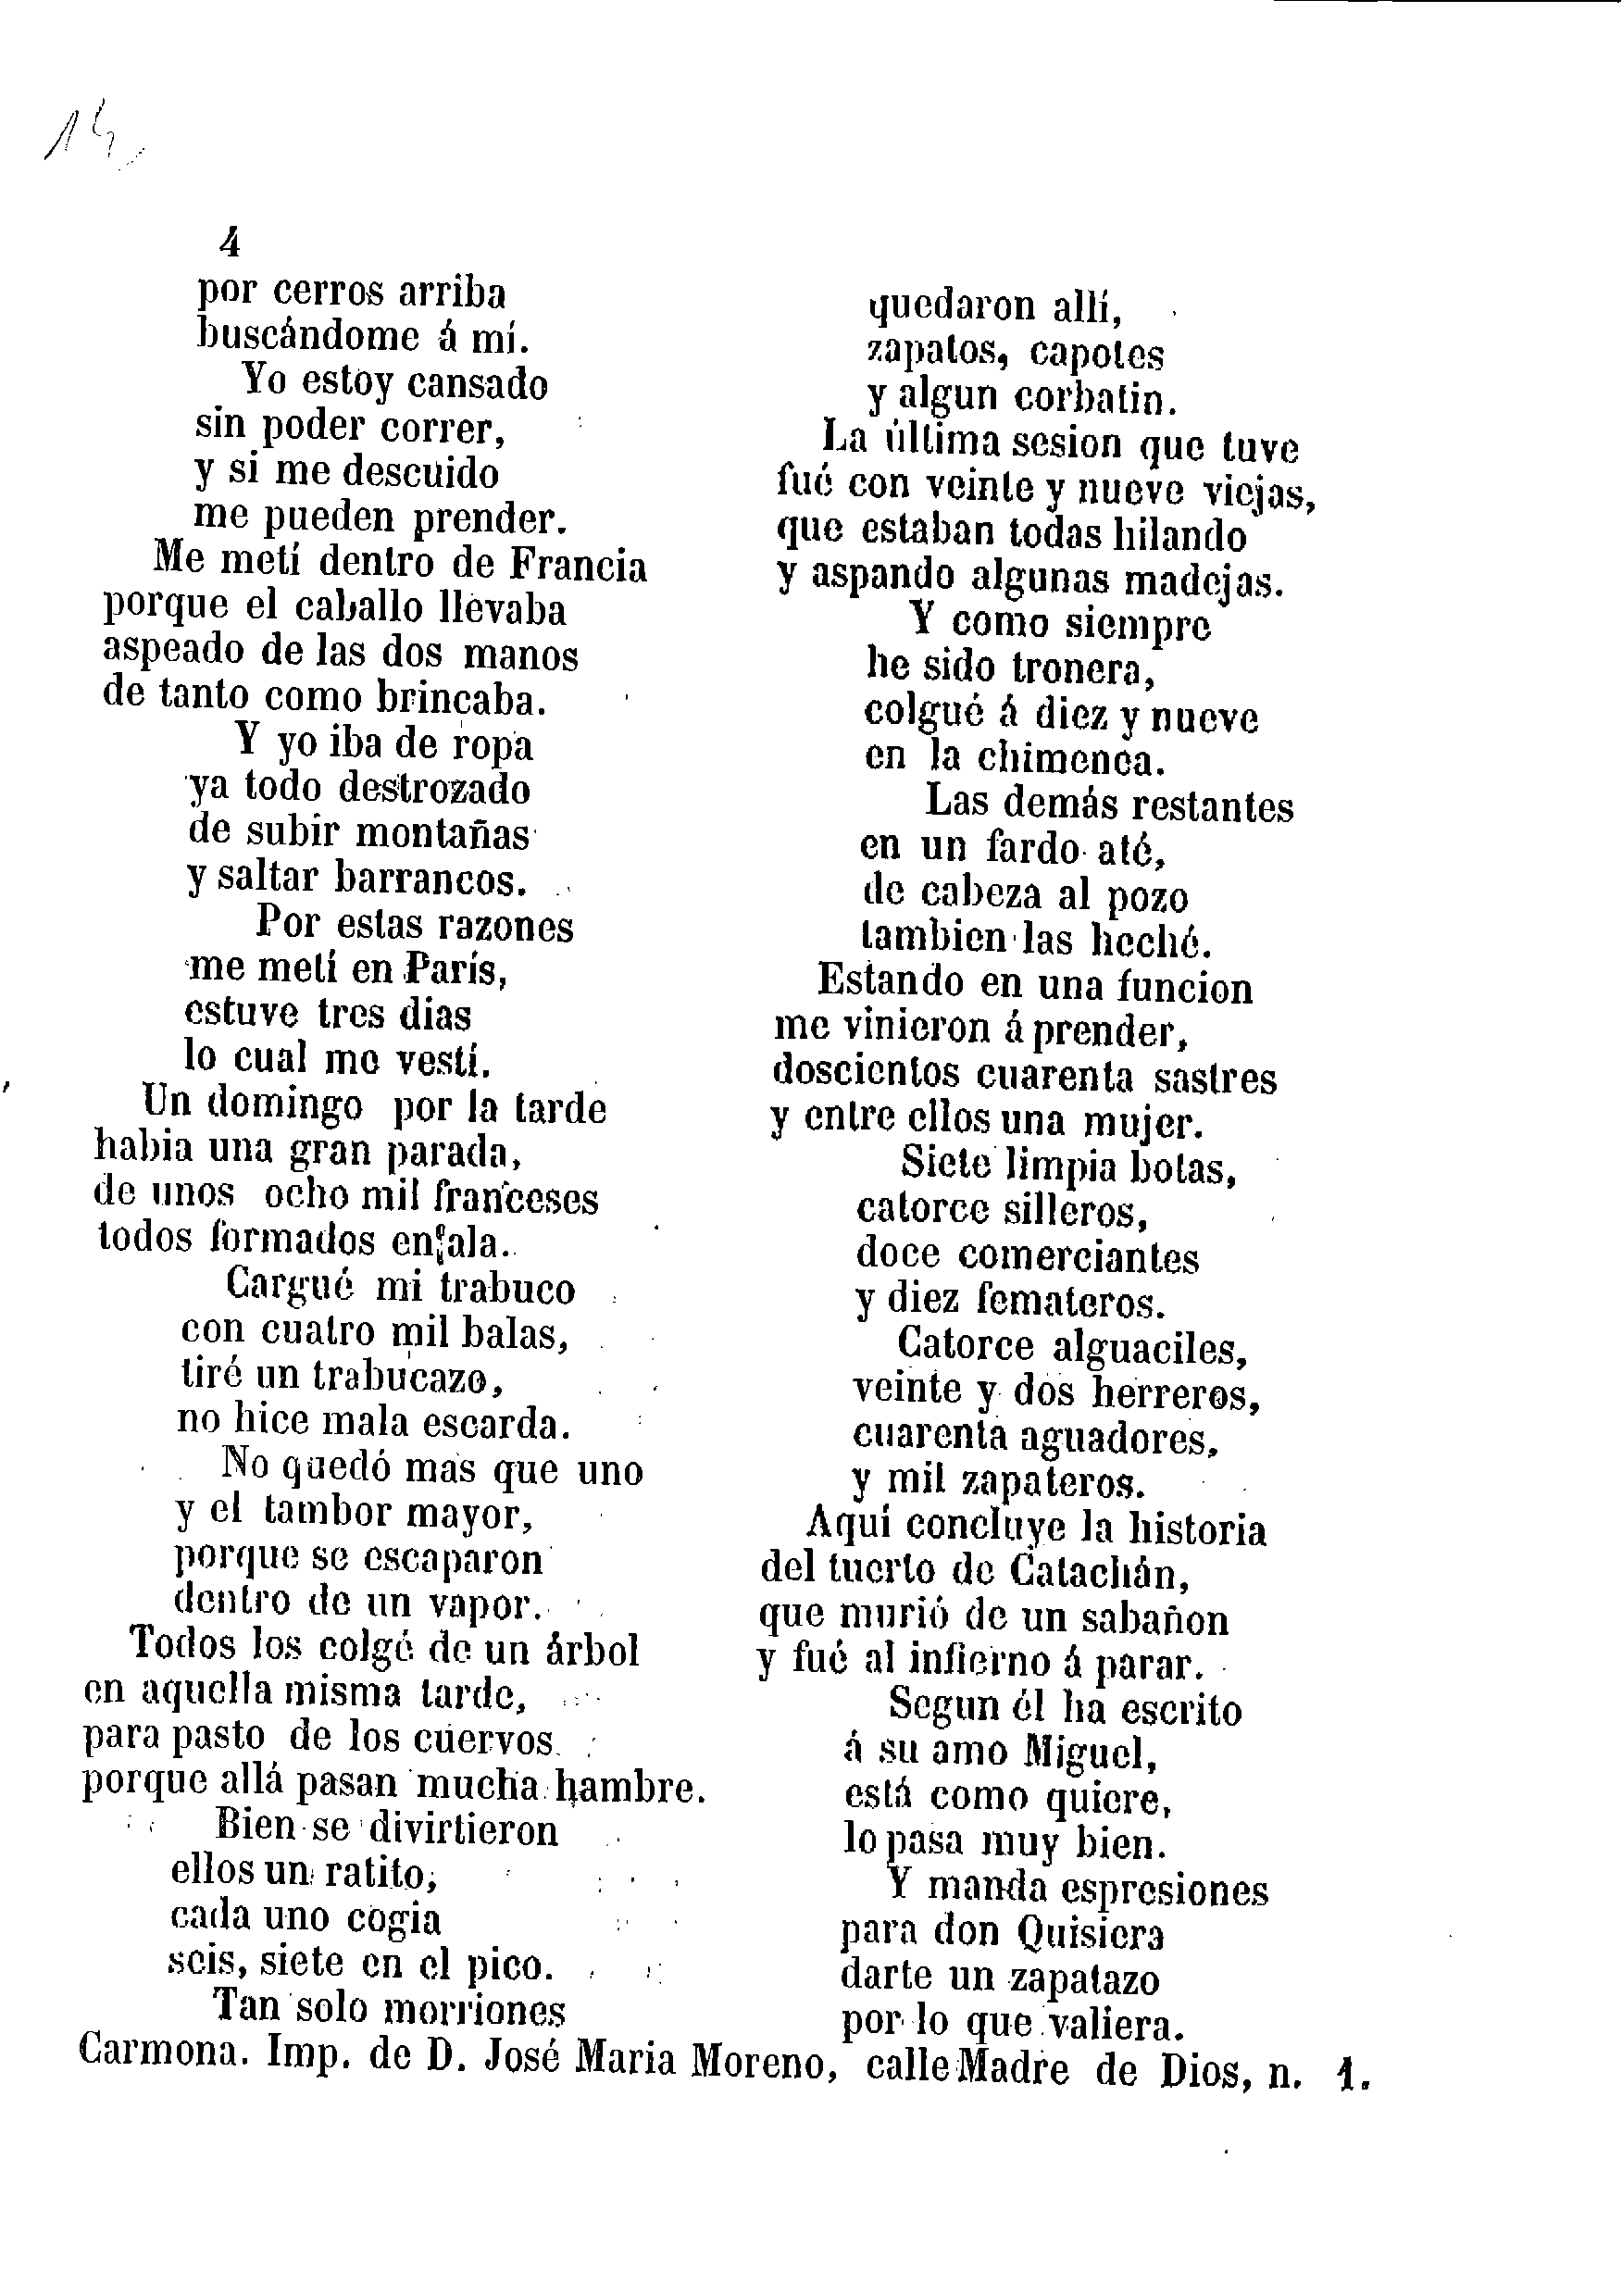 14
4
por cerros arriba
buscándome á mí.
Yo estoy cansado
sin poder correr,
y si me descuido
me pueden prender.
Me metí dentro de Francia
porque el caballo llevaba
aspeado de las dos manos
de tanto como brincaba.
Y yo iba de ropa
ya todo destrozado
de subir montañas
y saltar barrancos.
Por estas razones
me metí en París,
estuve tres dias
lo cual me vestí.
Un domingo por la tarde
habia una gran parada,
de unos ocho mil franceses
todos formados en ala.
Cargué mi trabuco
con cuatro mil balas,
tiré un trabucazo,
no hice mala escarda.
No quedó mas que uno
y el tambor mayor,
porque se escaparon
dentro de un vapor.
Todos los colgé de un árbol
en aquella misma tarde,
para pasto de los cuervos
porque allá pasan mucha hambre.
Bien se divirtieron
ellos un ratito,
cada uno cogia
seis, siete en el pico.
Tan solo morriones
quedaron allí,
zapatos, capotes
y algun corbatin.
La última sesion que tuve
fué con veinte y nueve viejas,
que estaban todas hilando
y aspando algunas madejas.
Y como siempre
he sido tronera,
colgué á diez y nueve
en la chimenea.
Las demás restantes
en un fardo até,
de cabeza al pozo
tambien las heché.
Estando en una funcion
me vinieron á prender,
doscientos cuarenta sastres
y entre ellos una mujer.
Siete limpia botas,
catorce silleros,
doce comerciantes
y diez femateros.
Catorce alguaciles,
veinte y dos herreros,
cuarenta aguadores,
y mil zapateros.
Aquí concluye la historia
del tuerto de Catachán,
que murió de un sabañon
y fué al infierno á parar.
Segun él ha escrito
á su amo Miguel,
está como quiere,
lo pasa muy bien.
Y manda espresiones
para don Quisiera
darte un zapatazo
por lo que valiera.
Carmona. Imp. de D. José Maria Moreno, calle Madre de Dios, n. 1.